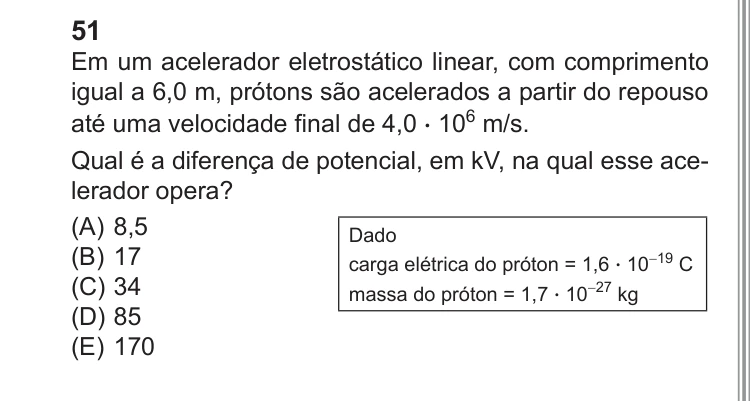 51
Em um acelerador eletrostático linear, com comprimento
igual a 6,0 m, prótons são acelerados a partir do repouso
até uma velocidade final de 4,0 · 10⁶ m/s.
Qual é a diferença de potencial, em kV, na qual esse ace-
lerador opera?
(A) 8,5
(B) 17
(C) 34
(D) 85
(E) 170
Dado
carga elétrica do próton = 1,6 · 10⁻¹⁹ C
massa do próton = 1,7 · 10⁻²⁷ kg